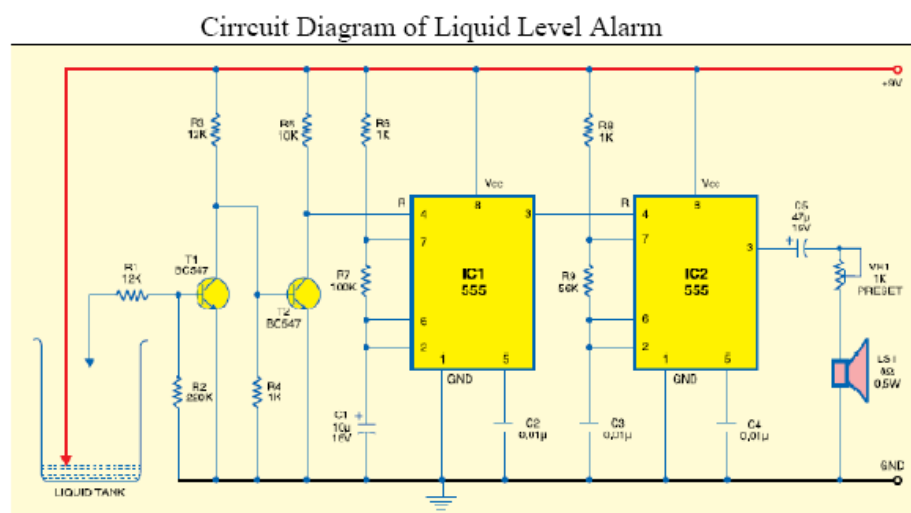 Cirrcuit Diagram of Liquid Level Alarm
+9V
R3
12K
R5
10K
R6
1K
R8
1K
Vcc
Vcc
R
4
8
3
R
4
8
C5
47µ
16V
7
7
3
+
T1
BC547
R1
12K
R7
100K
IC1
555
R9
56K
IC2
555
VR1
1K
PRESET
T2
BC547
6
6
2
2
1
5
1
5
LS1
8Ω
0.5W
R2
220K
R4
1K
GND
GND
C1
10µ
16V
+
C2
0.01µ
C3
0.01µ
C4
0.01µ
GND
LIQUID TANK